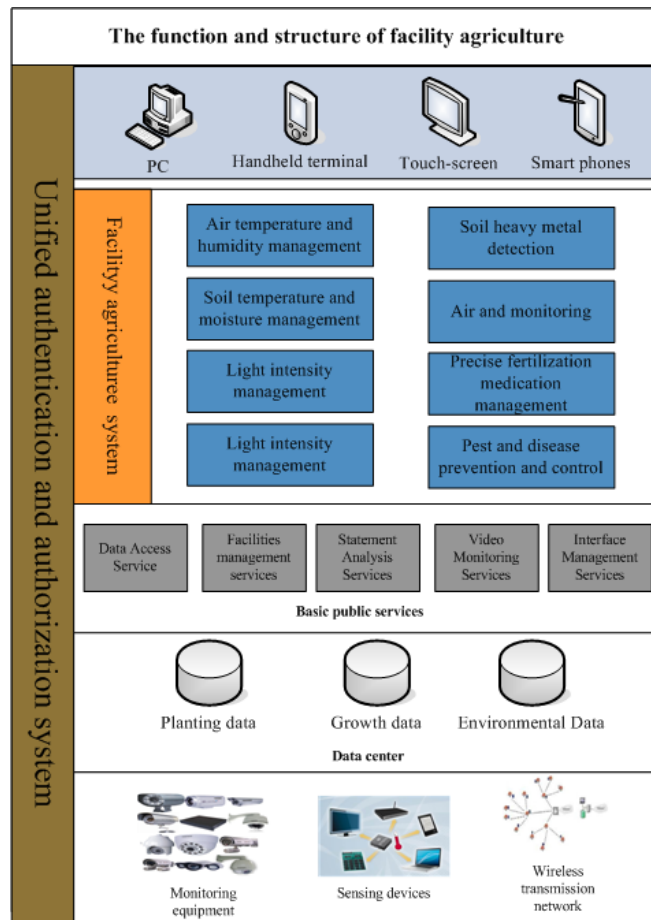 The function and structure of facility agriculture
Unified authentication and authorization system
PC
Handheld terminal
Touch-screen
Smart phones
Facilityy agriculturee system
Air temperature and
humidity management
Soil heavy metal
detection
Soil temperature and
moisture management
Air and monitoring
Light intensity
management
Precise fertilization
medication
management
Light intensity
management
Pest and disease
prevention and control
Data Access
Service
Facilities
management
services
Statement
Analysis
Services
Video
Monitoring
Services
Interface
Management
Services
Basic public services
Planting data
Growth data
Environmental Data
Data center
Monitoring
equipment
Sensing devices
Wireless
transmission
network